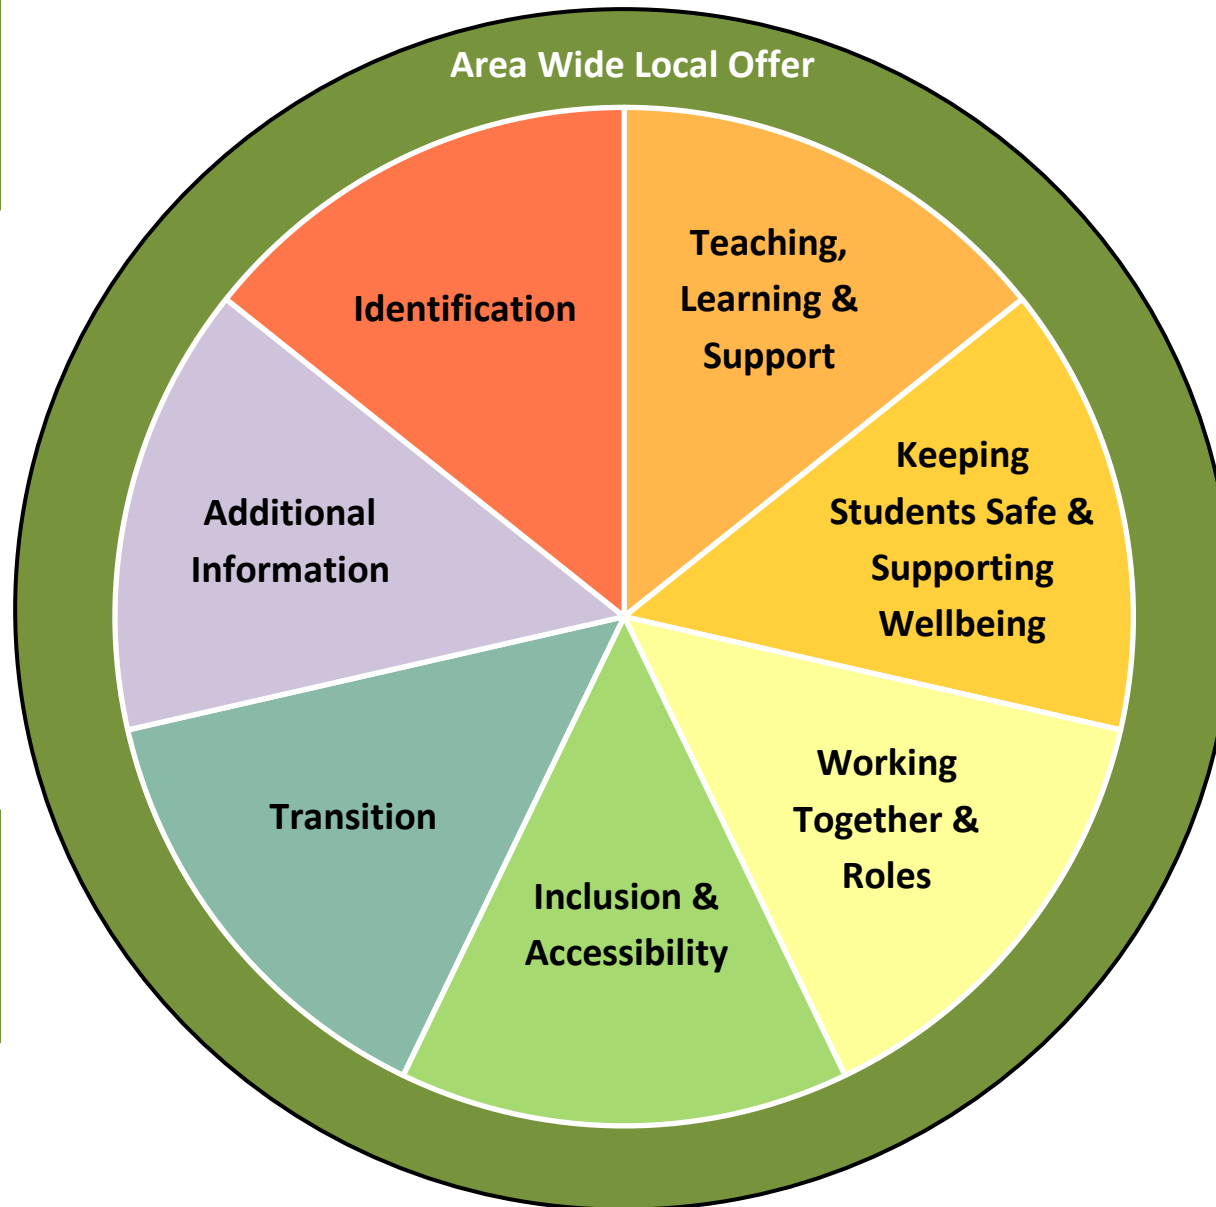 Area Wide Local Offer
Identification
Teaching,
Learning &
Support
Keeping
Students Safe &
Supporting
Wellbeing
Working
Together &
Roles
Inclusion &
Accessibility
Transition
Additional
Information